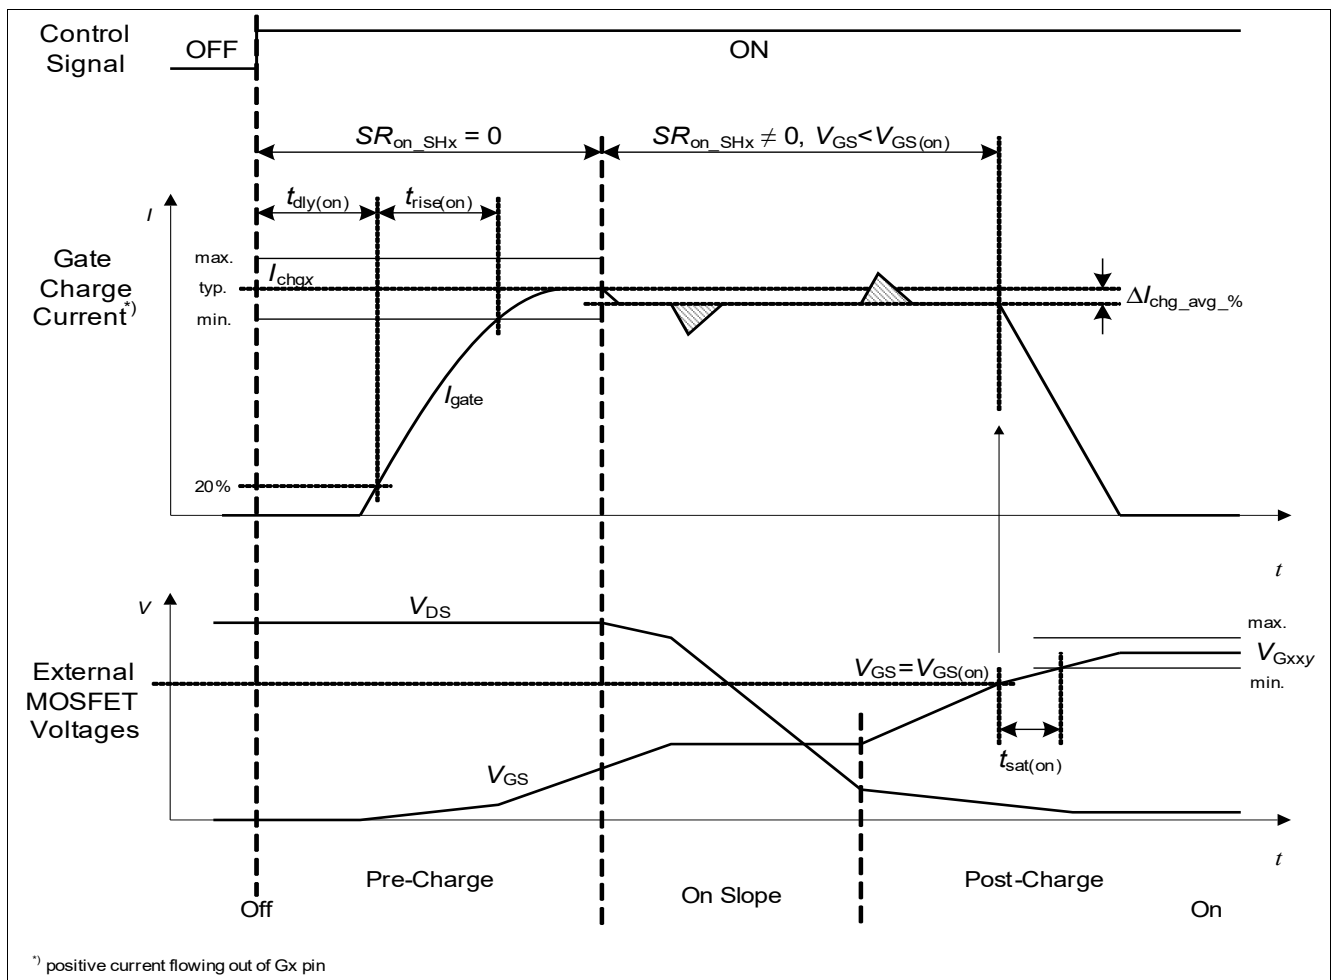 Control
Signal
OFF
ON
SRon_SHx = 0
SRon_SHx ≠ 0, VGS<VGS(on)
tdly(on)
trise(on)
I
Gate
Charge
Current*)
max.
Ichgx
typ.
min.
ΔIchg_avg_%
Igate
20%
t
V
VDS
External
MOSFET
Voltages
VGS=VGS(on)
max.
VGxxy
min.
VGS
tsat(on)
t
Pre-Charge
On Slope
Post-Charge
Off
On
*) positive current flowing out of Gx pin